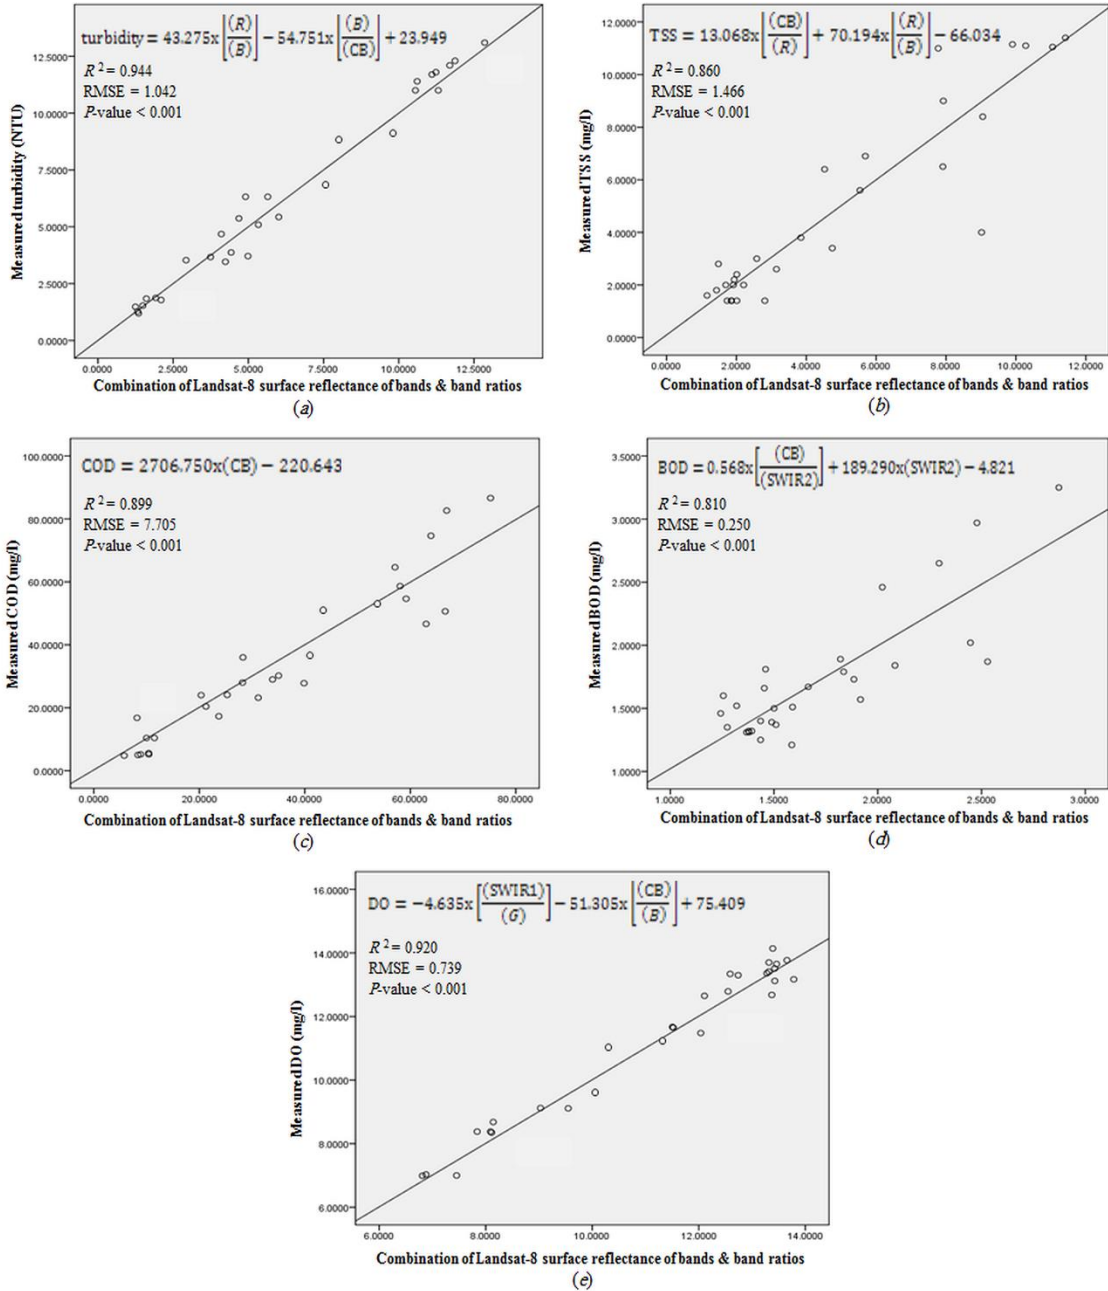 turbidity = 43.275x[(R)/(B)] − 54.751x[(B)/(CB)] + 23.949
R² = 0.944
RMSE = 1.042
P-value < 0.001
Measured turbidity (NTU)
12.5000
10.0000
7.5000
5.0000
2.5000
0.0000
0.0000 2.5000 5.0000 7.5000 10.0000 12.5000
Combination of Landsat-8 surface reflectance of bands & band ratios
(a)
TSS = 13.068x[(CB)/(R)] + 70.194x[(R)/(B)] − 66.034
R² = 0.860
RMSE = 1.466
P-value < 0.001
Measured TSS (mg/l)
12.0000
10.0000
8.0000
6.0000
4.0000
2.0000
0.0000
0.0000 2.0000 4.0000 6.0000 8.0000 10.0000 12.0000
Combination of Landsat-8 surface reflectance of bands & band ratios
(b)
COD = 2706.750x(CB) − 220.643
R² = 0.899
RMSE = 7.705
P-value < 0.001
Measured COD (mg/l)
100.0000
80.0000
60.0000
40.0000
20.0000
0.0000
0.0000 20.0000 40.0000 60.0000 80.0000
Combination of Landsat-8 surface reflectance of bands & band ratios
(c)
BOD = 0.568x[(CB)/(SWIR2)] + 189.290x(SWIR2) − 4.821
R² = 0.810
RMSE = 0.250
P-value < 0.001
Measured BOD (mg/l)
3.5000
3.0000
2.5000
2.0000
1.5000
1.0000
1.0000 1.5000 2.0000 2.5000 3.0000
Combination of Landsat-8 surface reflectance of bands & band ratios
(d)
DO = −4.635x[(SWIR1)/(G)] − 51.305x[(CB)/(B)] + 75.409
R² = 0.920
RMSE = 0.739
P-value < 0.001
Measured DO (mg/l)
16.0000
14.0000
12.0000
10.0000
8.0000
6.0000
6.0000 8.0000 10.0000 12.0000 14.0000
Combination of Landsat-8 surface reflectance of bands & band ratios
(e)